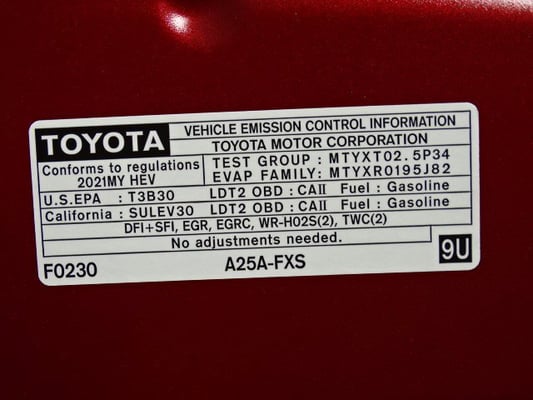 TOYOTA VEHICLE EMISSION CONTROL INFORMATION
TOYOTA MOTOR CORPORATION
Conforms to regulations
2021MY HEV
TEST GROUP : MTYXT02.5P34
EVAP FAMILY: MTYXR0195J82
U.S.EPA : T3B30 LDT2 OBD : CAII Fuel : Gasoline
California : SULEV30 LDT2 OBD : CAII Fuel : Gasoline
DFI+SFI, EGR, EGRC, WR-HO2S(2), TWC(2)
No adjustments needed.
F0230 A25A-FXS 9U